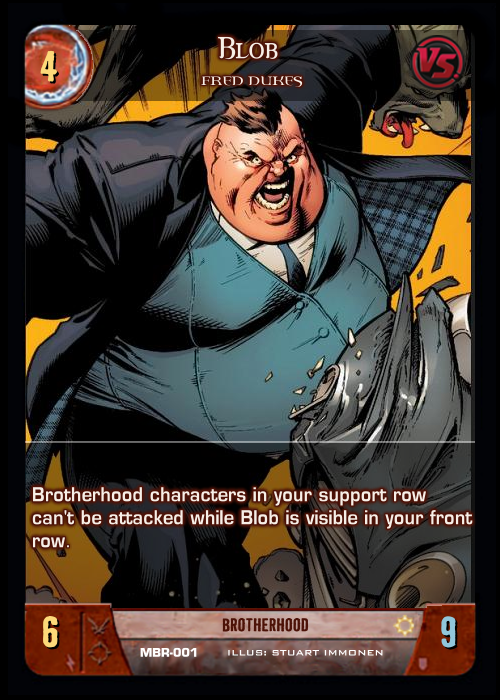 4
BLOB
VS.
FRED DUKES
Brotherhood characters in your support row
can't be attacked while Blob is visible in your front
row.
6
BROTHERHOOD
9
MBR-001 ILLUS: STUART IMMONEN